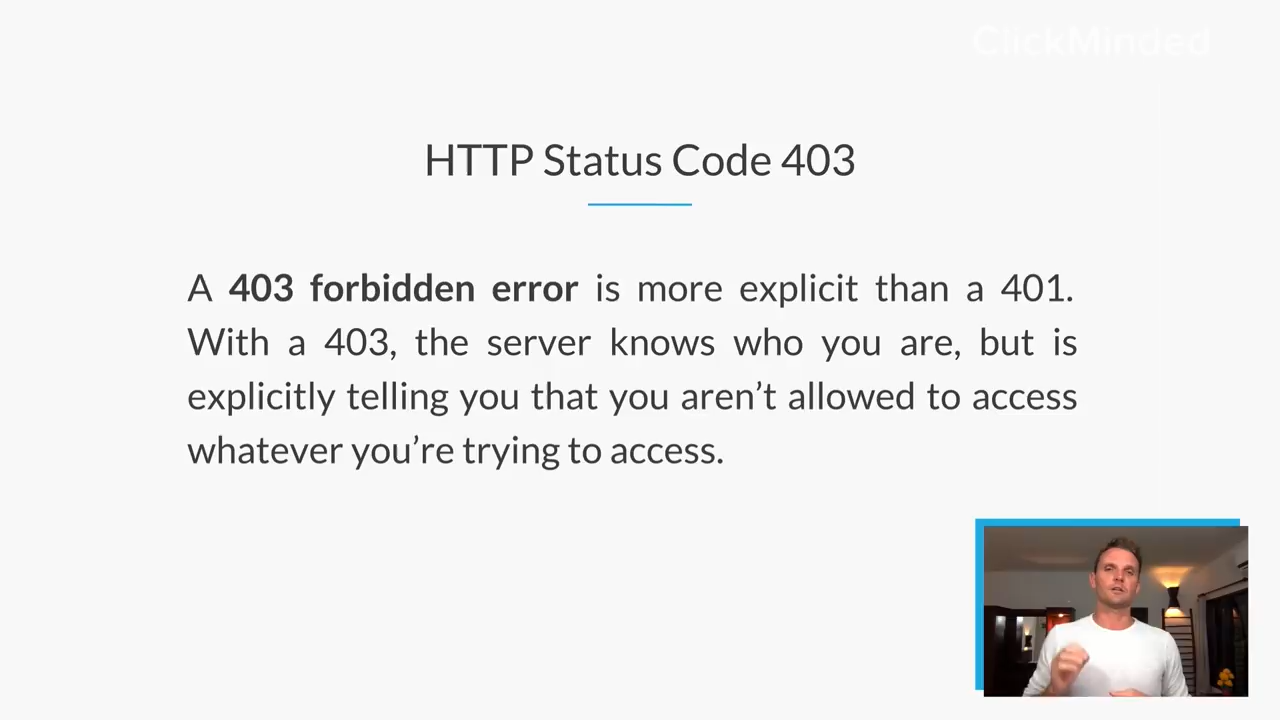 ClickMinded
HTTP Status Code 403
A 403 forbidden error is more explicit than a 401.
With a 403, the server knows who you are, but is
explicitly telling you that you aren’t allowed to access
whatever you’re trying to access.